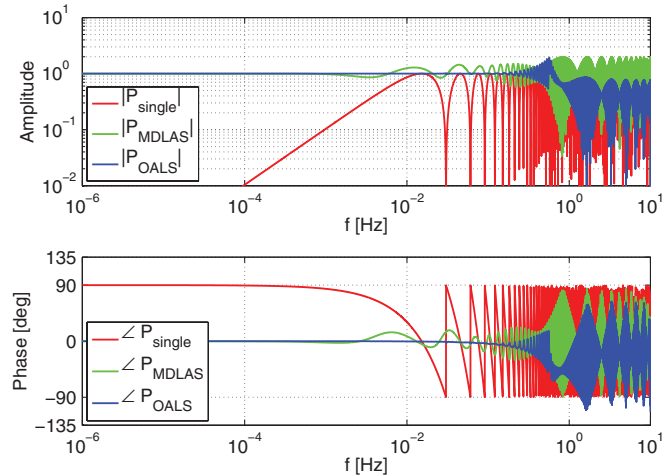 Amplitude
10^1
10^0
10^-1
10^-2
|P_single|
|P_MDLAS|
|P_OALS|
10^-6 10^-4 10^-2 10^0 10^1
f [Hz]
Phase [deg]
135
90
0
−90
−135
∠ P_single
∠ P_MDLAS
∠ P_OALS
10^-6 10^-4 10^-2 10^0 10^1
f [Hz]